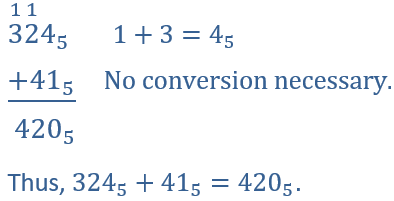 1 1
324₅ 1 + 3 = 4₅
+41₅ No conversion necessary.
420₅
Thus, 324₅ + 41₅ = 420₅.